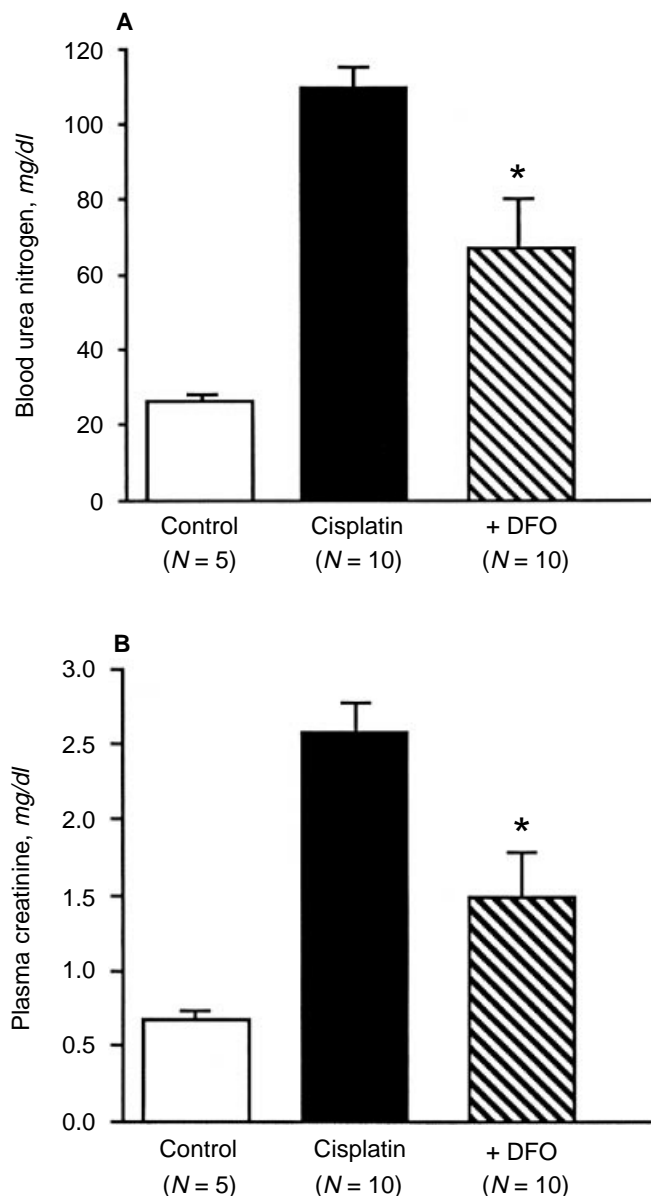 A
Blood urea nitrogen, mg/dl
120
100
80
60
40
20
0
*
Control Cisplatin + DFO
(N = 5) (N = 10) (N = 10)
B
Plasma creatinine, mg/dl
3.0
2.5
2.0
1.5
1.0
0.5
0.0
*
Control Cisplatin + DFO
(N = 5) (N = 10) (N = 10)